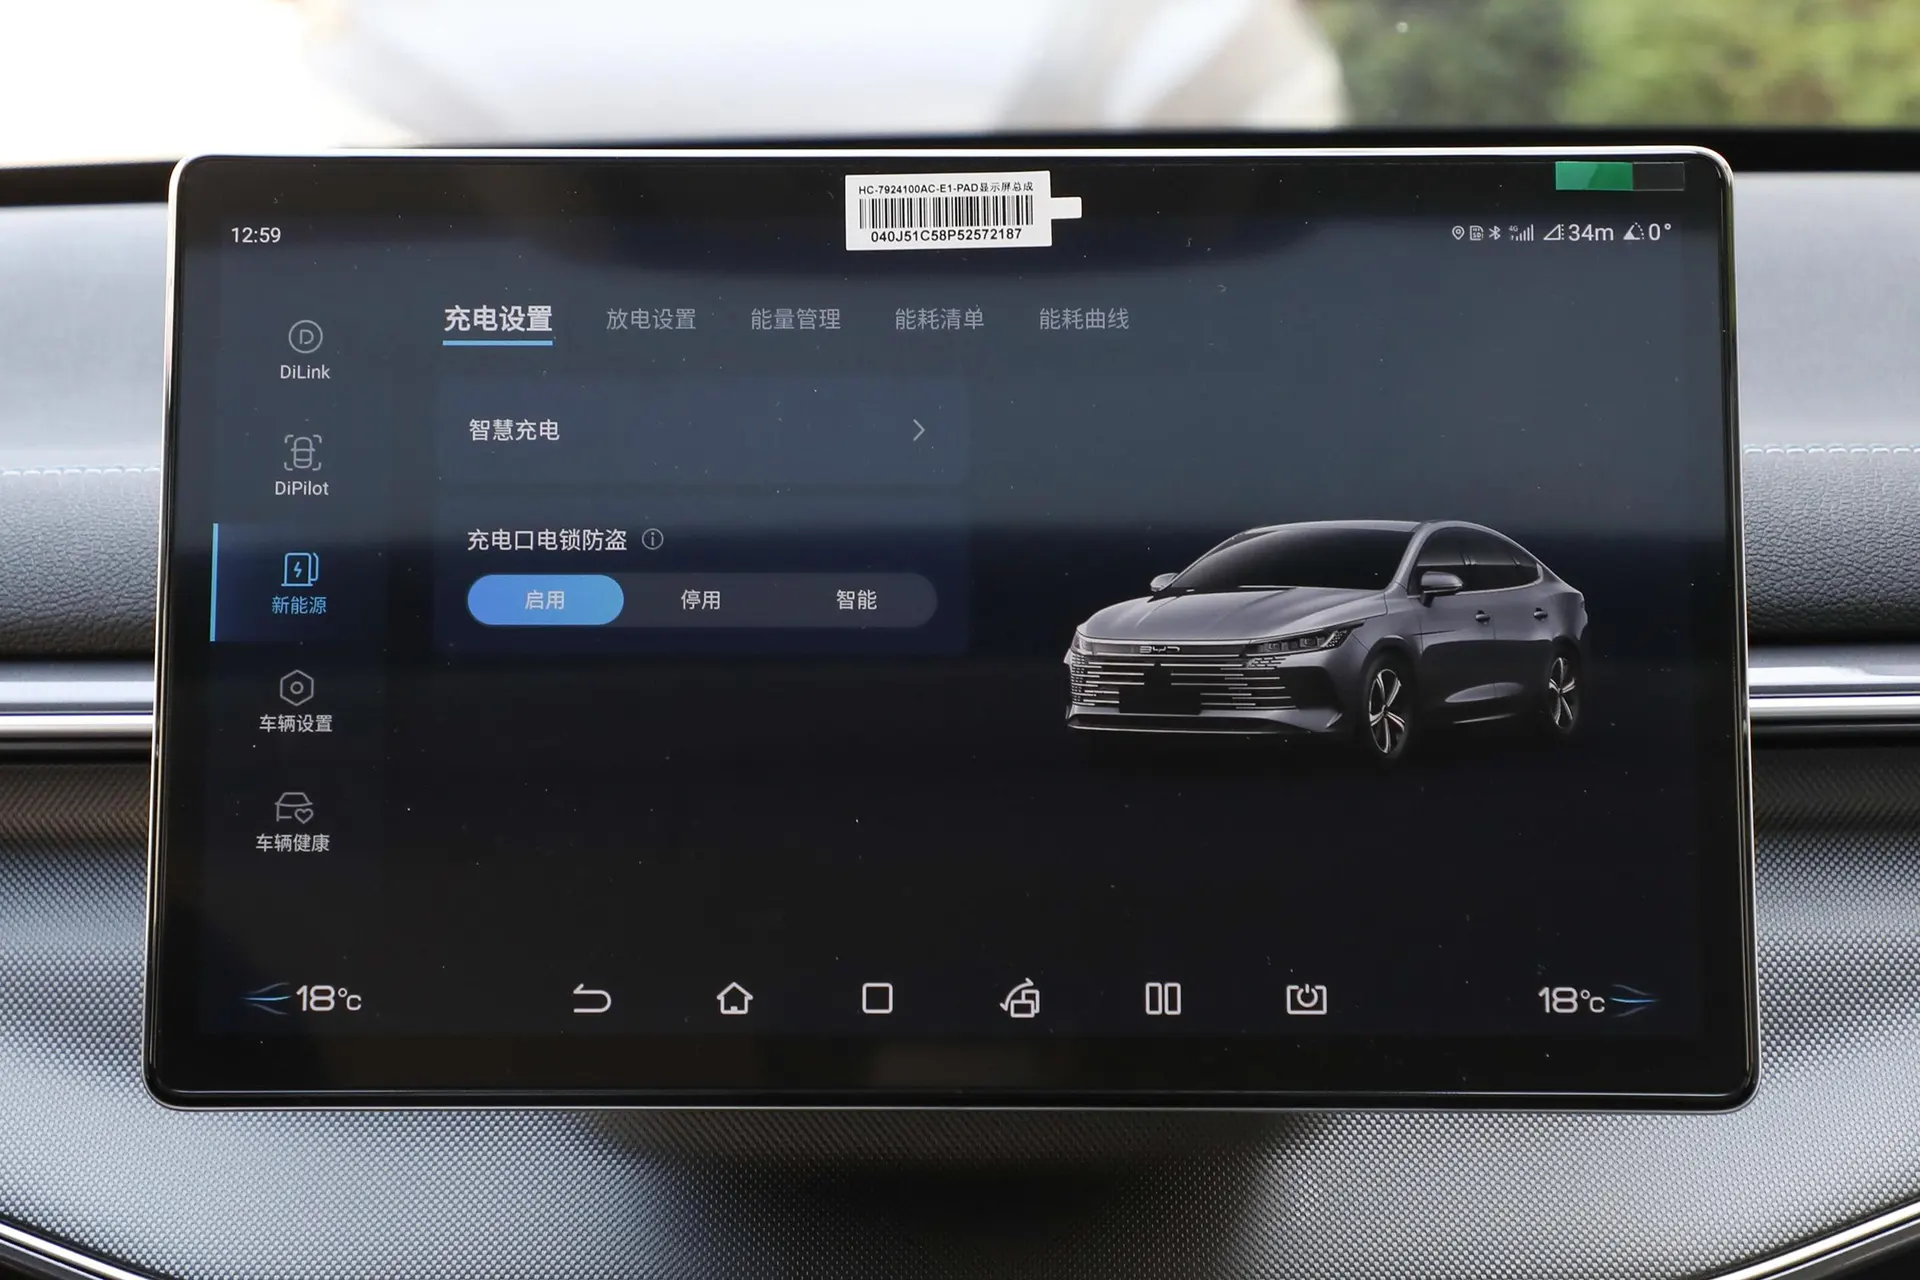 HC-7924100AC-E1-PAD显示屏总成
040J51C58P52572187
12:59
4G
34m
0°
DiLink
DiPilot
新能源
车辆设置
车辆健康
充电设置 放电设置 能量管理 能耗清单 能耗曲线
智慧充电
充电口电锁防盗
启用 停用 智能
BYD
18°c
18°c